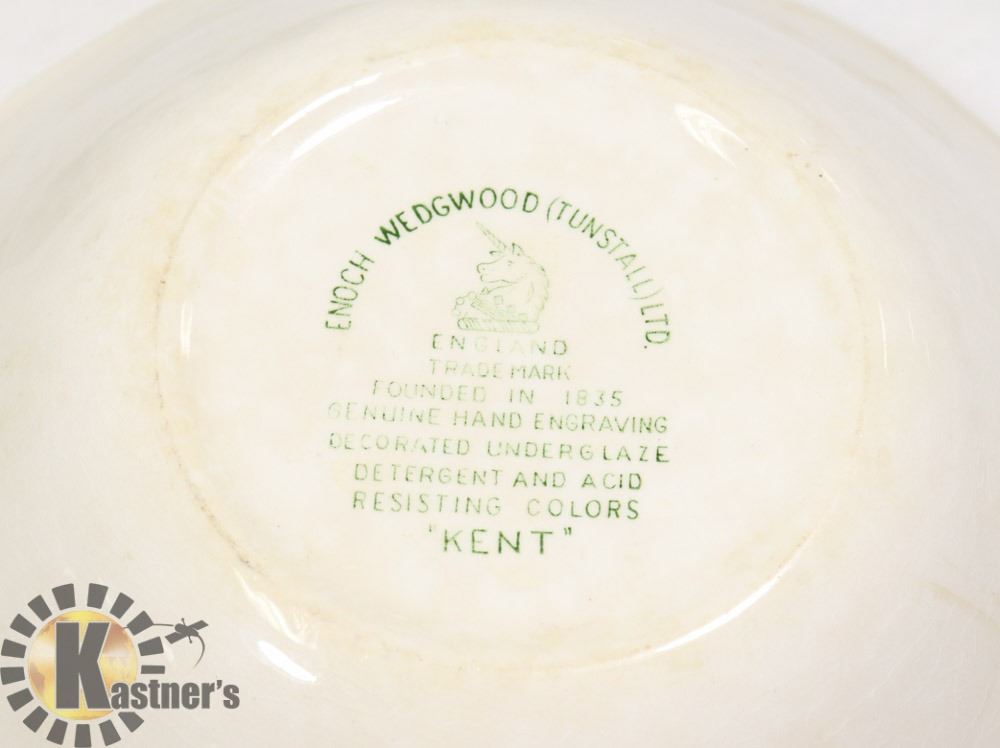 ENOCH WEDGWOOD (TUNSTALL) LTD.
ENGLAND
TRADE MARK
FOUNDED IN 1835
GENUINE HAND ENGRAVING
DECORATED UNDERGLAZE
DETERGENT AND ACID
RESISTING COLORS
"KENT"
Kastner's